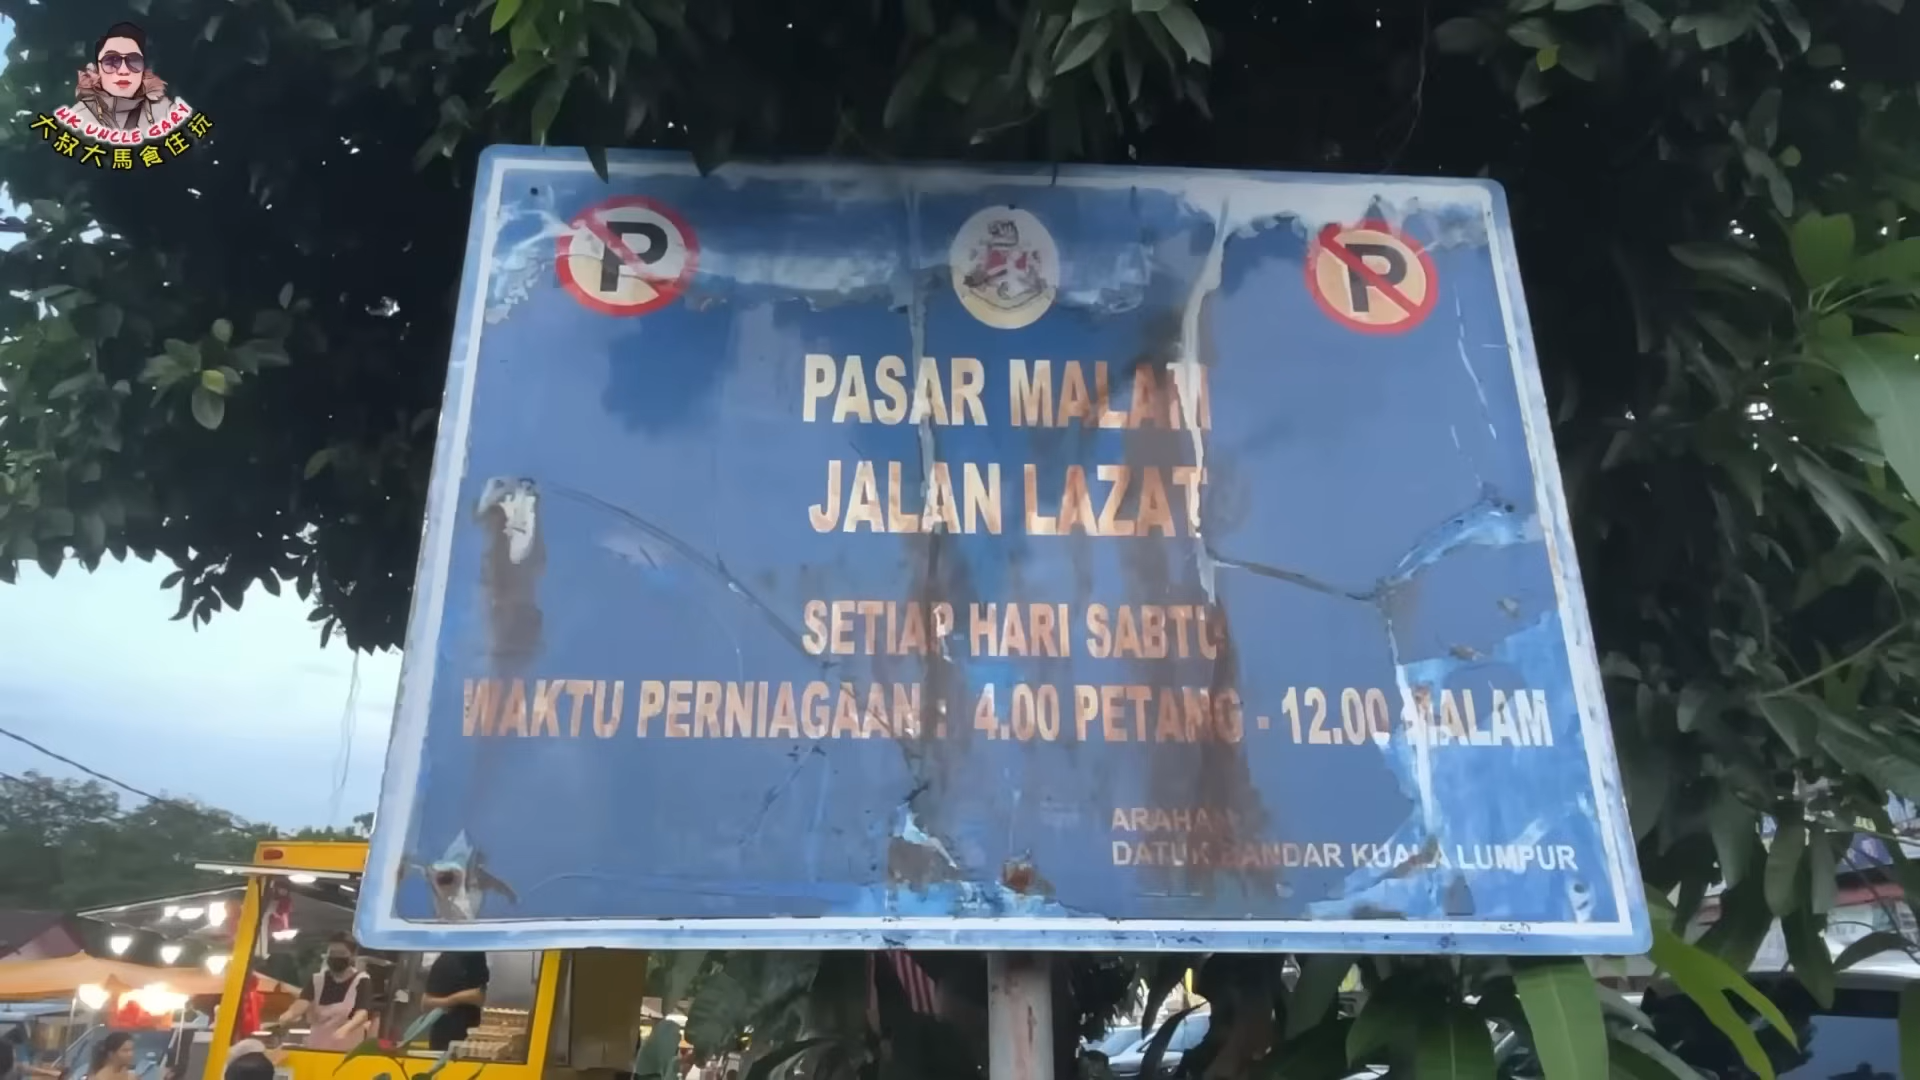 HK UNCLE GARY
大叔大馬食住玩
P
P
PASAR MALAM
JALAN LAZAT
SETIAP HARI SABTU
WAKTU PERNIAGAAN : 4.00 PETANG - 12.00 MALAM
ARAHAN
DATUK BANDAR KUALA LUMPUR